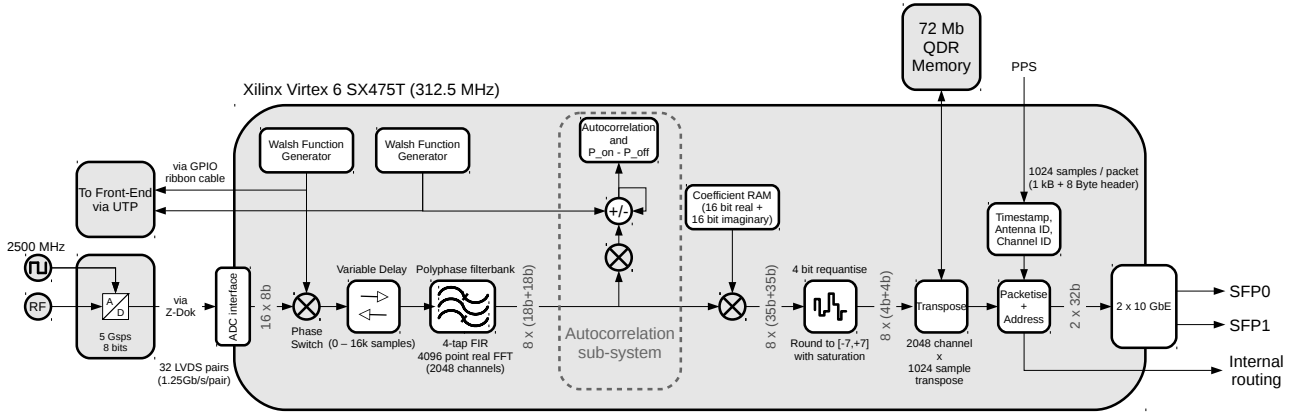 72 Mb
QDR
Memory
PPS
Xilinx Virtex 6 SX475T (312.5 MHz)
Walsh Function
Generator
Walsh Function
Generator
Autocorrelation
and
P_on - P_off
via GPIO
ribbon cable
To Front-End
via UTP
+/-
Coefficient RAM
(16 bit real +
16 bit imaginary)
1024 samples / packet
(1 kB + 8 Byte header)
Timestamp,
Antenna ID,
Channel ID
2500 MHz
RF
A
D
5 Gsps
8 bits
via
Z-Dok
32 LVDS pairs
(1.25Gb/s/pair)
ADC interface
16 x 8b
Phase
Switch
Variable Delay
(0 – 16k samples)
Polyphase filterbank
4-tap FIR
4096 point real FFT
(2048 channels)
8 x (18b+18b)
Autocorrelation
sub-system
8 x (35b+35b)
4 bit requantise
Round to [-7,+7]
with saturation
8 x (4b+4b)
Transpose
2048 channel
x
1024 sample
transpose
Packetise
+
Address
2 x 32b
2 x 10 GbE
SFP0
SFP1
Internal
routing